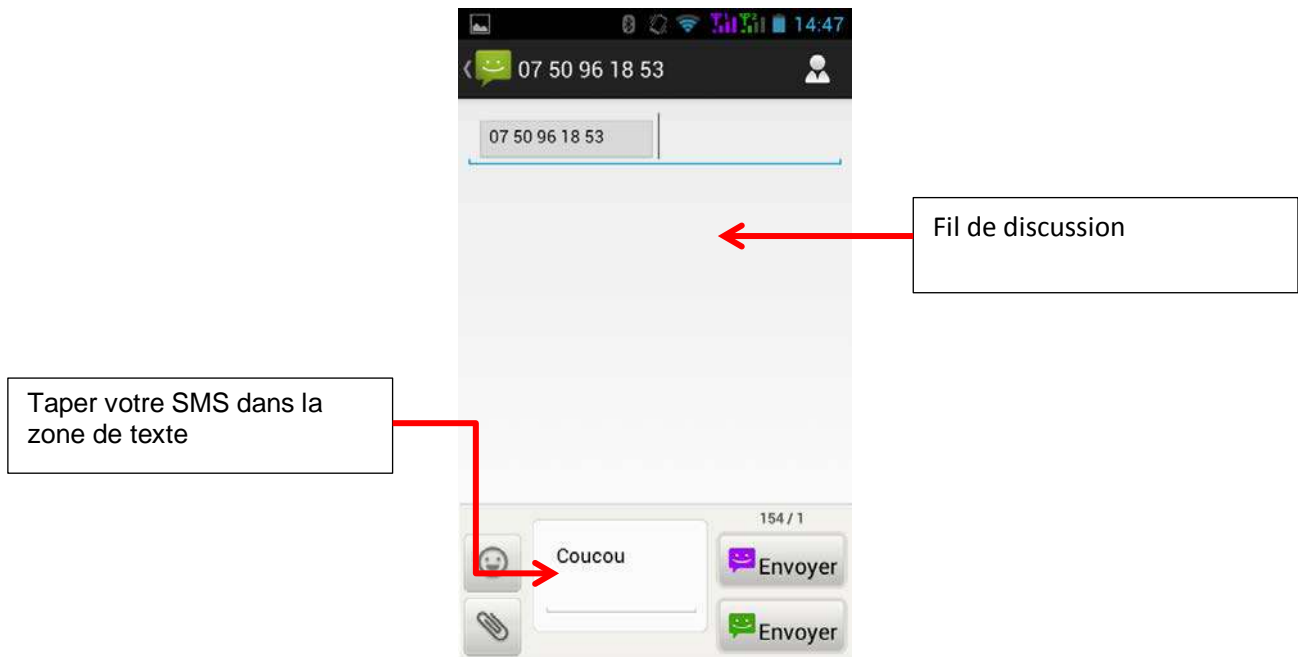 14:47
07 50 96 18 53
07 50 96 18 53
Fil de discussion
Taper votre SMS dans la
zone de texte
154 / 1
Coucou
Envoyer
Envoyer